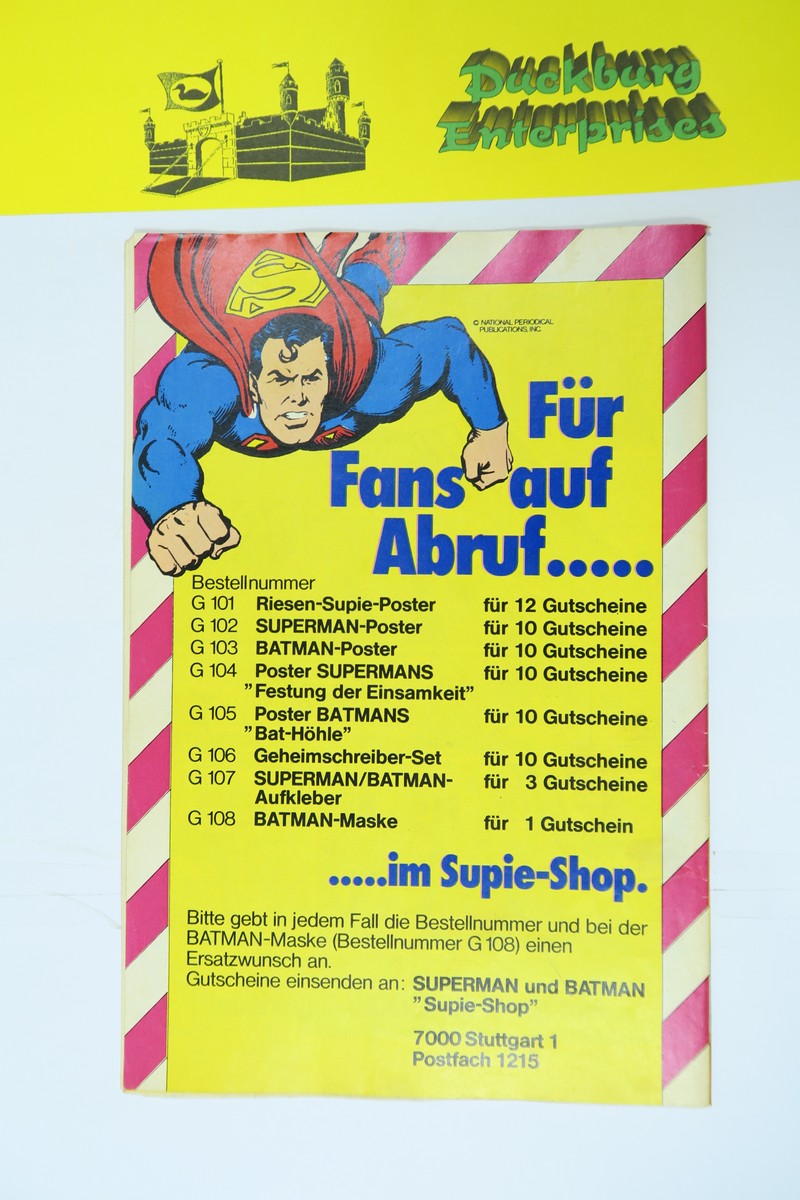 Duckburg
Enterprises
S
© NATIONAL PERIODICAL
PUBLICATIONS, INC
Für
Fans auf
Abruf.....
Bestellnummer
G 101 Riesen-Supie-Poster für 12 Gutscheine
G 102 SUPERMAN-Poster für 10 Gutscheine
G 103 BATMAN-Poster für 10 Gutscheine
G 104 Poster SUPERMANS für 10 Gutscheine
"Festung der Einsamkeit"
G 105 Poster BATMANS für 10 Gutscheine
"Bat-Höhle"
G 106 Geheimschreiber-Set für 10 Gutscheine
G 107 SUPERMAN/BATMAN- für 3 Gutscheine
Aufkleber
G 108 BATMAN-Maske für 1 Gutschein
.....im Supie-Shop.
Bitte gebt in jedem Fall die Bestellnummer und bei der
BATMAN-Maske (Bestellnummer G 108) einen
Ersatzwunsch an.
Gutscheine einsenden an: SUPERMAN und BATMAN
"Supie-Shop"
7000 Stuttgart 1
Postfach 1215